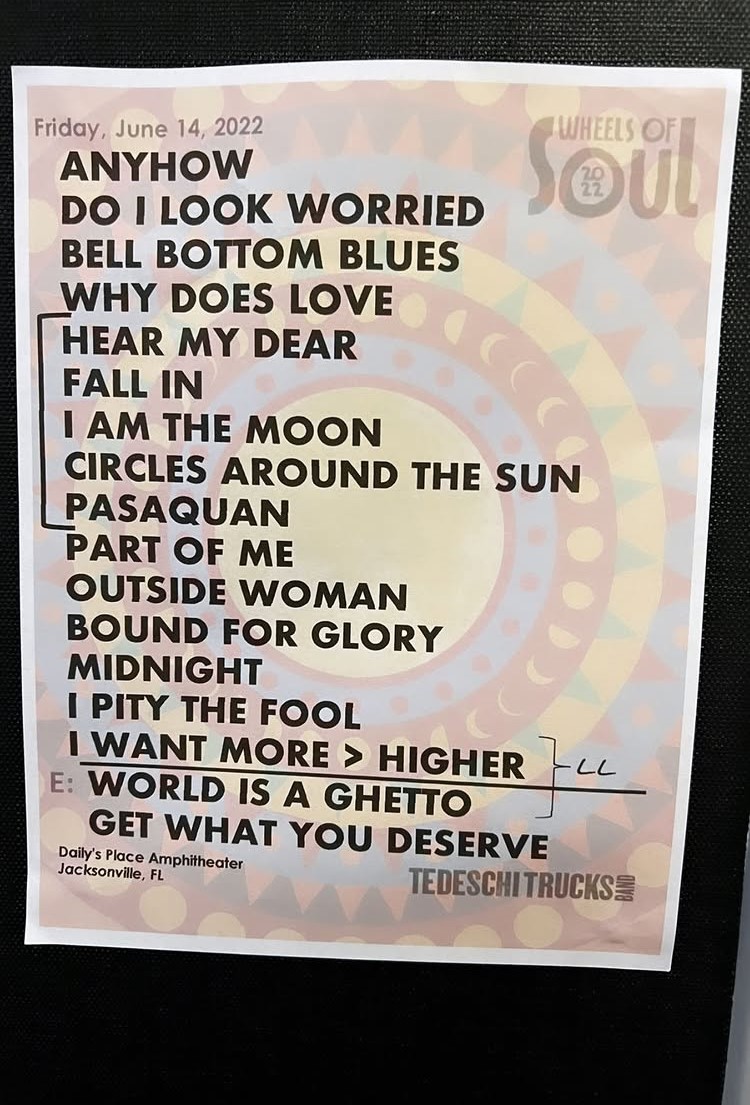 Friday, June 14, 2022
WHEELS OF
SOUL
20
22
ANYHOW
DO I LOOK WORRIED
BELL BOTTOM BLUES
WHY DOES LOVE
HEAR MY DEAR
FALL IN
I AM THE MOON
CIRCLES AROUND THE SUN
PASAQUAN
PART OF ME
OUTSIDE WOMAN
BOUND FOR GLORY
MIDNIGHT
I PITY THE FOOL
I WANT MORE > HIGHER
LL
E: WORLD IS A GHETTO
GET WHAT YOU DESERVE
Daily's Place Amphitheater
Jacksonville, FL
TEDESCHI TRUCKS BAND